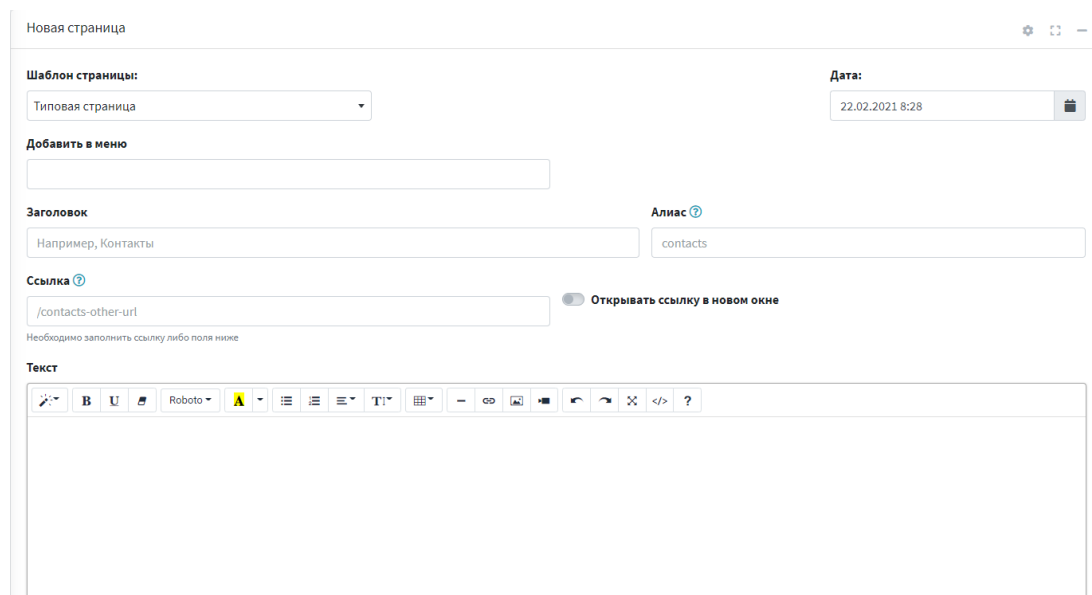 Новая страница
Шаблон страницы:
Дата:
Типовая страница
22.02.2021 8:28
Добавить в меню
Заголовок
Алиас ?
Например, Контакты
contacts
Ссылка ?
/contacts-other-url
Открывать ссылку в новом окне
Необходимо заполнить ссылку либо поля ниже
Текст
B U Roboto A TI </> ?